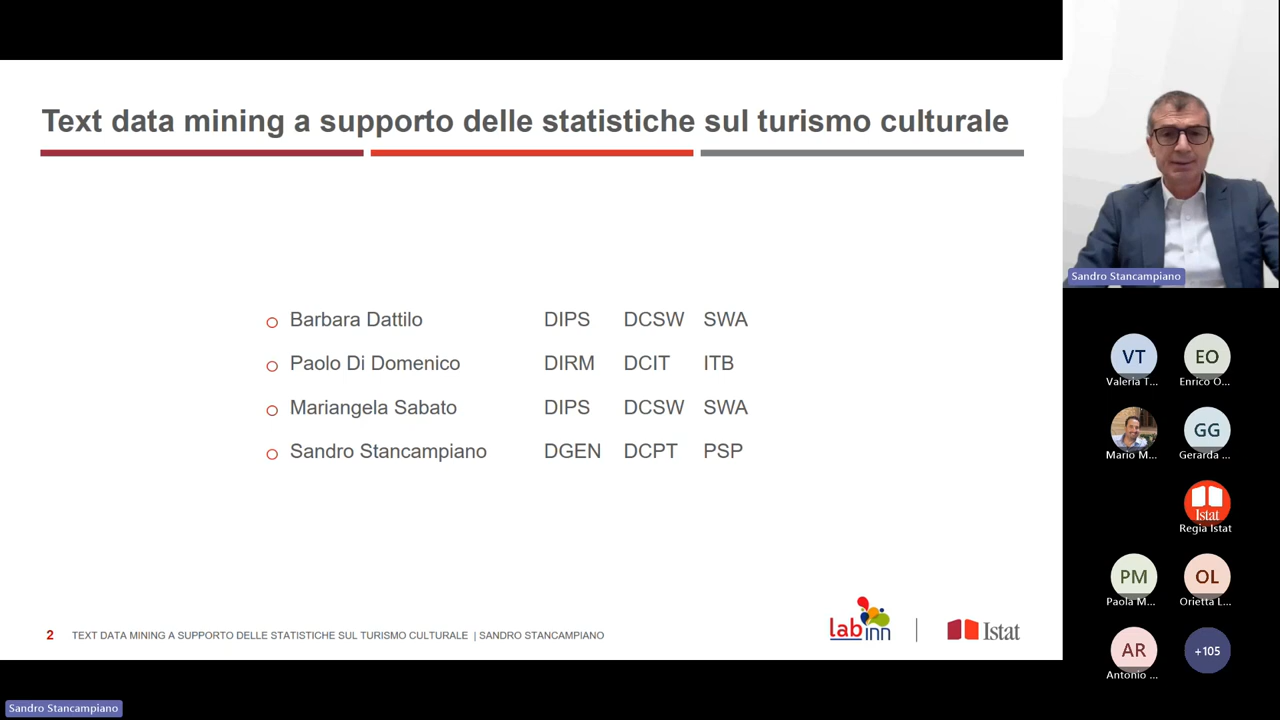 Text data mining a supporto delle statistiche sul turismo culturale
Barbara Dattilo DIPS DCSW SWA
Paolo Di Domenico DIRM DCIT ITB
Mariangela Sabato DIPS DCSW SWA
Sandro Stancampiano DGEN DCPT PSP
2 TEXT DATA MINING A SUPPORTO DELLE STATISTICHE SUL TURISMO CULTURALE | SANDRO STANCAMPIANO
labinn | Istat
Sandro Stancampiano
Sandro Stancampiano
VT EO
Valeria T... Enrico O...
GG
Mario M... Gerarda ...
Istat
Regia Istat
PM OL
Paola M... Orietta L...
AR +105
Antonio ...